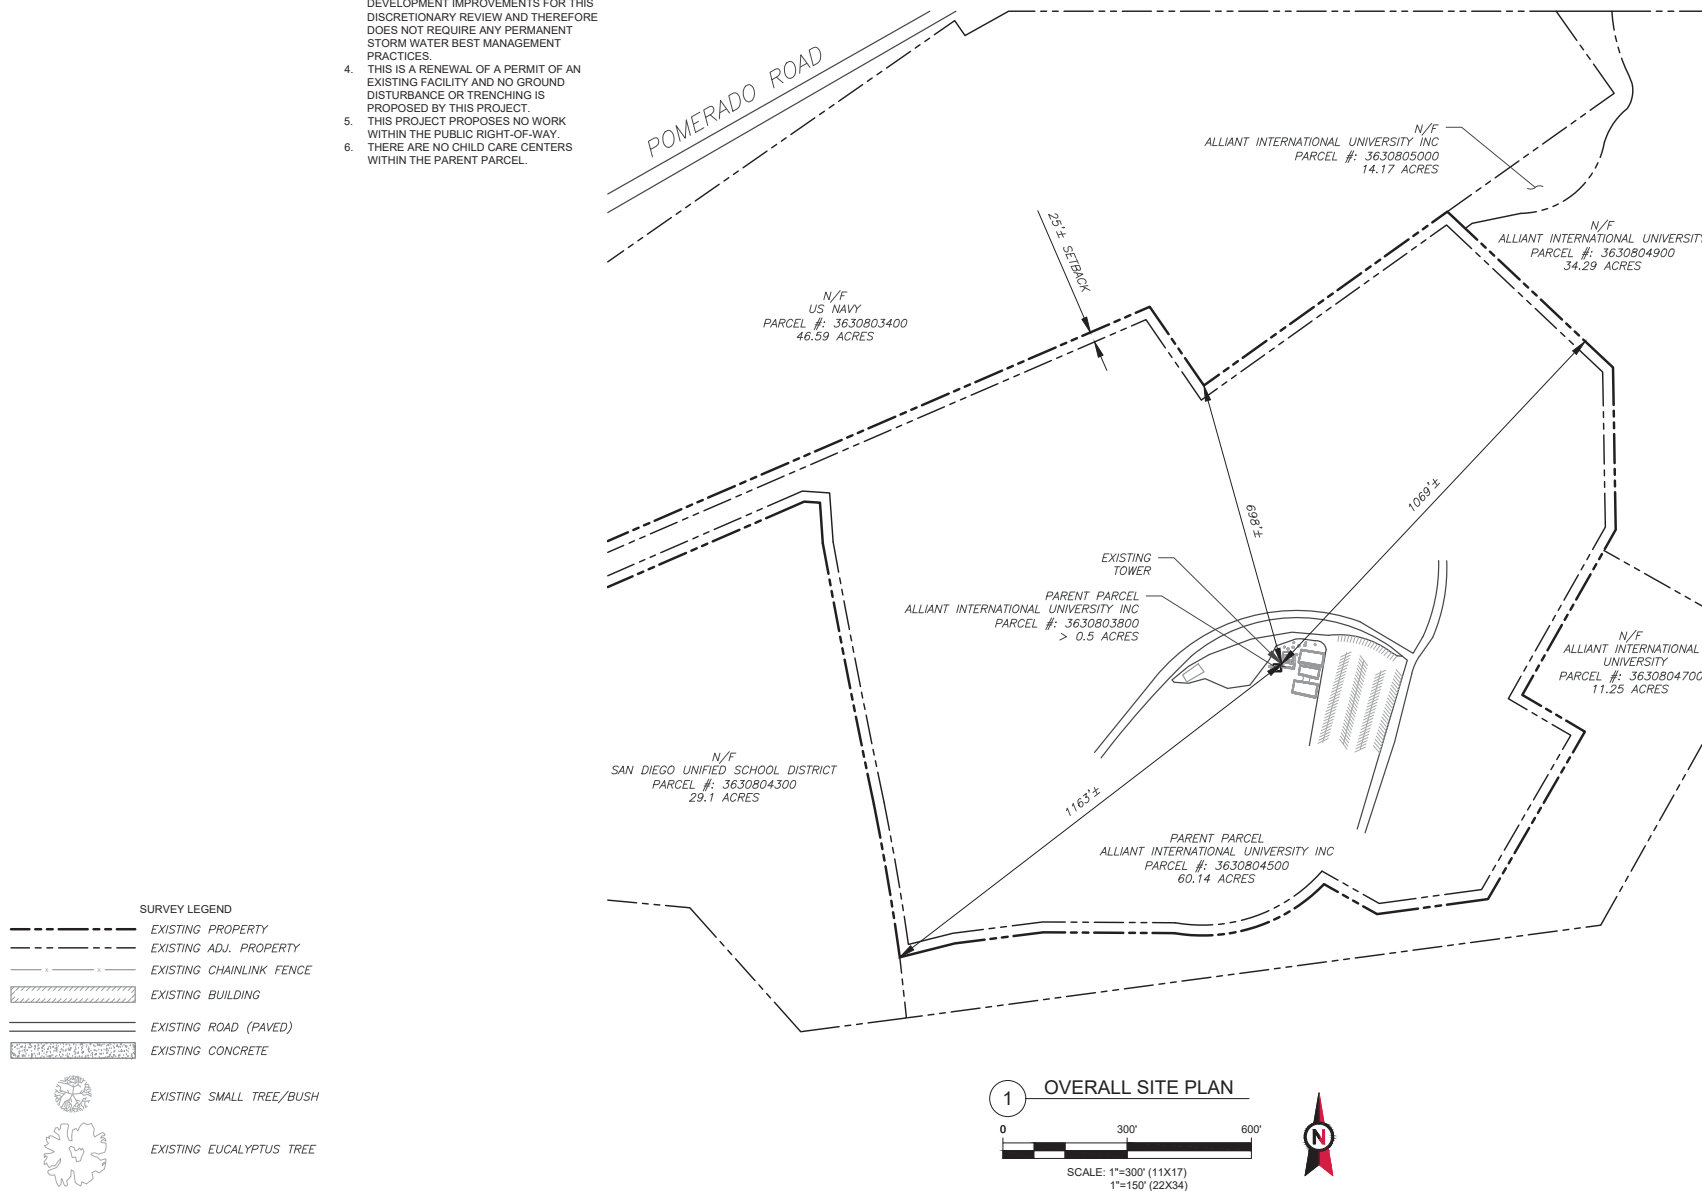 DEVELOPMENT IMPROVEMENTS FOR THIS
DISCRETIONARY REVIEW AND THEREFORE
DOES NOT REQUIRE ANY PERMANENT
STORM WATER BEST MANAGEMENT
PRACTICES.
4. THIS IS A RENEWAL OF A PERMIT OF AN
EXISTING FACILITY AND NO GROUND
DISTURBANCE OR TRENCHING IS
PROPOSED BY THIS PROJECT.
5. THIS PROJECT PROPOSES NO WORK
WITHIN THE PUBLIC RIGHT-OF-WAY.
6. THERE ARE NO CHILD CARE CENTERS
WITHIN THE PARENT PARCEL.
POMERADO ROAD
N/F
ALLIANT INTERNATIONAL UNIVERSITY INC
PARCEL #: 3630805000
14.17 ACRES
N/F
ALLIANT INTERNATIONAL UNIVERSITY
PARCEL #: 3630804900
34.29 ACRES
25'± SETBACK
N/F
US NAVY
PARCEL #: 3630803400
46.59 ACRES
698'±
1069'±
EXISTING
TOWER
PARENT PARCEL
ALLIANT INTERNATIONAL UNIVERSITY INC
PARCEL #: 3630803800
> 0.5 ACRES
N/F
ALLIANT INTERNATIONAL
UNIVERSITY
PARCEL #: 3630804700
11.25 ACRES
N/F
SAN DIEGO UNIFIED SCHOOL DISTRICT
PARCEL #: 3630804300
29.1 ACRES
1163'±
PARENT PARCEL
ALLIANT INTERNATIONAL UNIVERSITY INC
PARCEL #: 3630804500
60.14 ACRES
SURVEY LEGEND
EXISTING PROPERTY
EXISTING ADJ. PROPERTY
x x EXISTING CHAINLINK FENCE
EXISTING BUILDING
EXISTING ROAD (PAVED)
EXISTING CONCRETE
EXISTING SMALL TREE/BUSH
EXISTING EUCALYPTUS TREE
1 OVERALL SITE PLAN
0 300' 600'
SCALE: 1"=300' (11X17)
1"=150' (22X34)
N